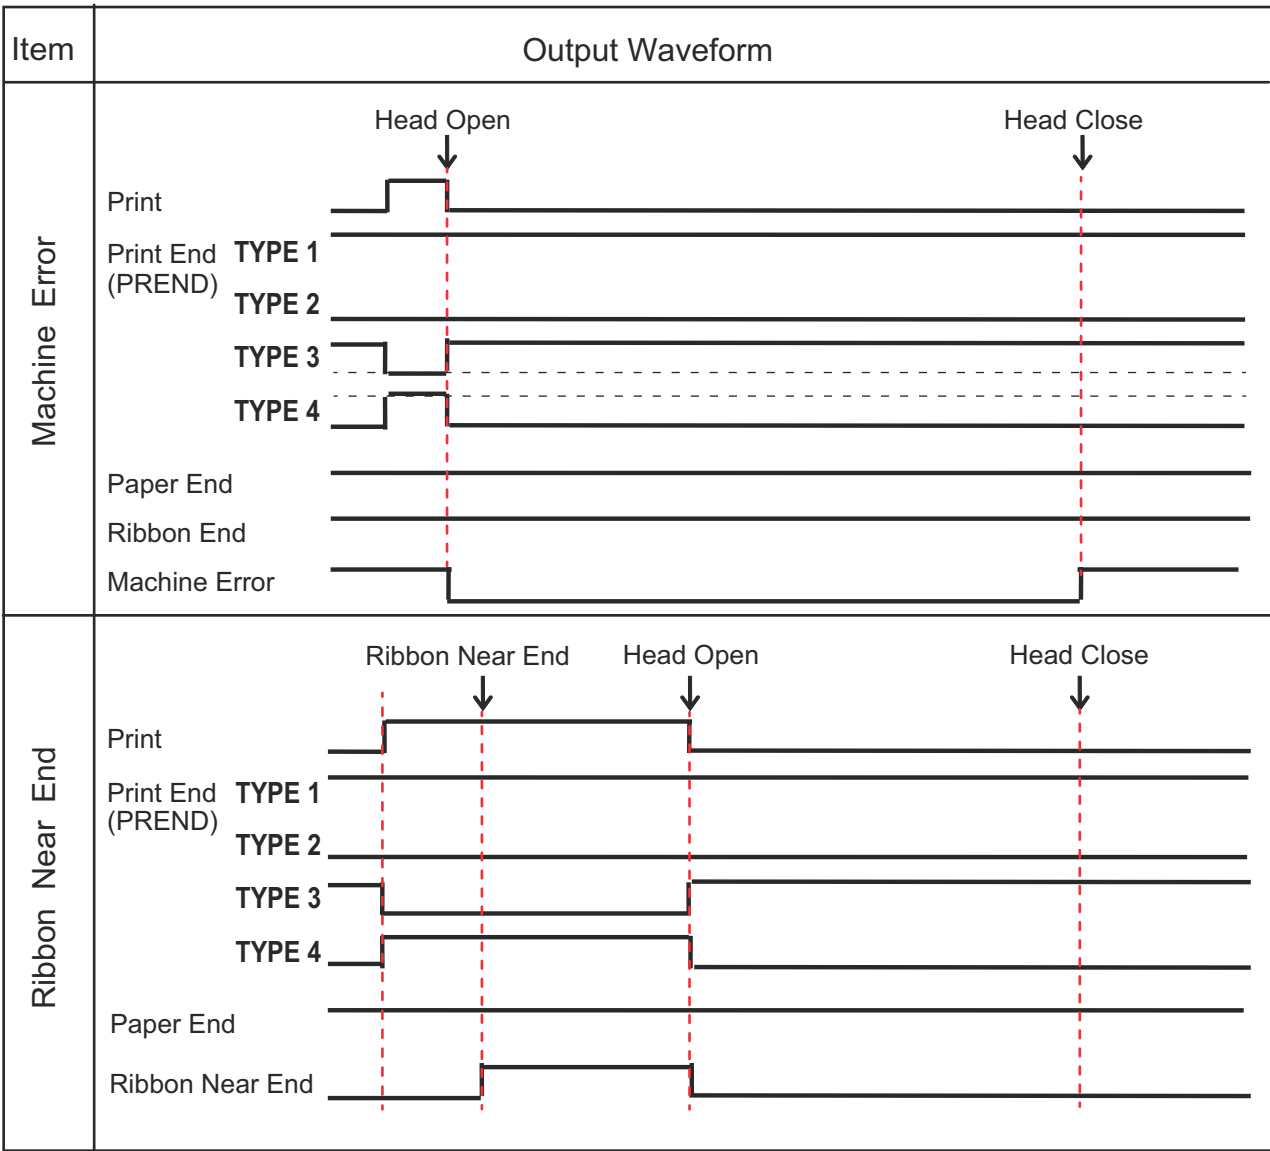 Item
Output Waveform
Machine Error
Head Open
Head Close
Print
Print End TYPE 1
(PREND)
TYPE 2
TYPE 3
TYPE 4
Paper End
Ribbon End
Machine Error
Ribbon Near End
Ribbon Near End
Head Open
Head Close
Print
Print End TYPE 1
(PREND)
TYPE 2
TYPE 3
TYPE 4
Paper End
Ribbon Near End